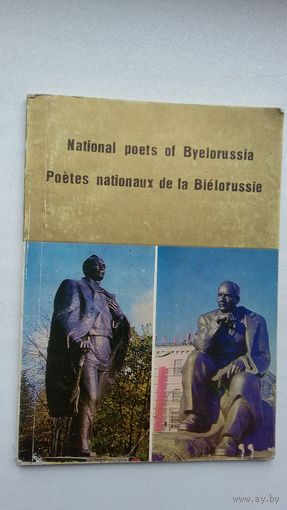 National poets of Byelorussia
Poètes nationaux de la Biélorussie
www.ay.by